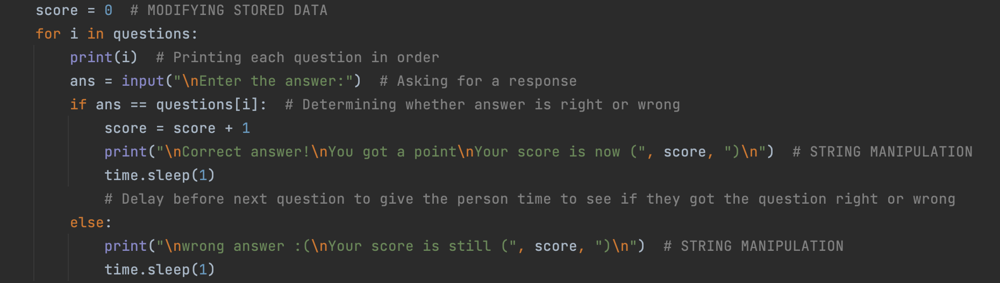 score = 0  # MODIFYING STORED DATA
for i in questions:
    print(i)  # Printing each question in order
    ans = input("\nEnter the answer:")  # Asking for a response
    if ans == questions[i]:  # Determining whether answer is right or wrong
        score = score + 1
        print("\nCorrect answer!\nYou got a point\nYour score is now (", score, ")\n")  # STRING MANIPULATION
        time.sleep(1)
        # Delay before next question to give the person time to see if they got the question right or wrong
    else:
        print("\nwrong answer :(\nYour score is still (", score, ")\n")  # STRING MANIPULATION
        time.sleep(1)